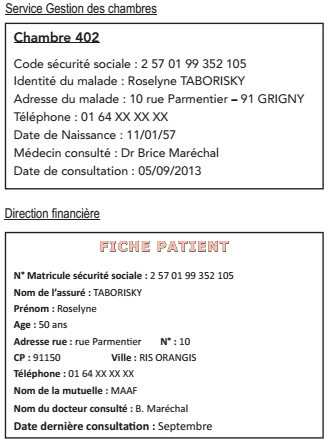 Service Gestion des chambres
Chambre 402
Code sécurité sociale : 2 57 01 99 352 105
Identité du malade : Roselyne TABORISKY
Adresse du malade : 10 rue Parmentier – 91 GRIGNY
Téléphone : 01 64 XX XX XX
Date de Naissance : 11/01/57
Médecin consulté : Dr Brice Maréchal
Date de consultation : 05/09/2013
Direction financière
FICHE PATIENT
N° Matricule sécurité sociale : 2 57 01 99 352 105
Nom de l'assuré : TABORISKY
Prénom : Roselyne
Age : 50 ans
Adresse rue : rue Parmentier N° : 10
CP : 91150 Ville : RIS ORANGIS
Téléphone : 01 64 XX XX XX
Nom de la mutuelle : MAAF
Nom du docteur consulté : B. Maréchal
Date dernière consultation : Septembre